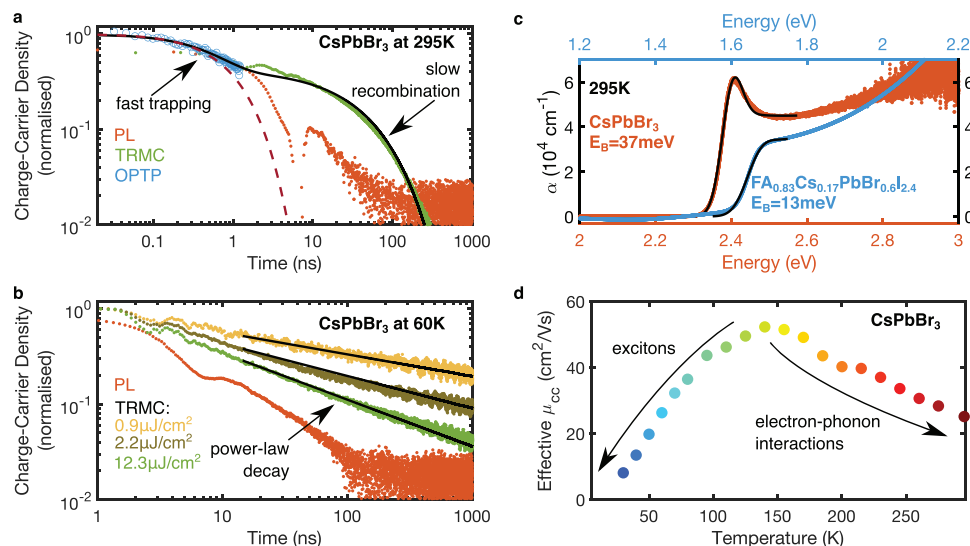 a
CsPbBr3 at 295K
fast trapping
slow
recombination
PL
TRMC
OPTP
Charge-Carrier Density
(normalised)
10^0
10^-1
10^-2
0.1 1 10 100 1000
Time (ns)
b
CsPbBr3 at 60K
PL
TRMC:
0.9μJ/cm²
2.2μJ/cm²
12.3μJ/cm²
power-law
decay
Charge-Carrier Density
(normalised)
10^0
10^-1
10^-2
1 10 100 1000
Time (ns)
c
Energy (eV)
1.2 1.4 1.6 1.8 2 2.2
295K
CsPbBr3
E_B=37meV
FA0.83Cs0.17PbBr0.6I2.4
E_B=13meV
α (10^4 cm^-1)
6
4
2
0
6
4
2
0
2 2.2 2.4 2.6 2.8 3
Energy (eV)
d
CsPbBr3
excitons
electron-phonon
interactions
Effective μcc (cm²/Vs)
60
40
20
0
50 100 150 200 250
Temperature (K)